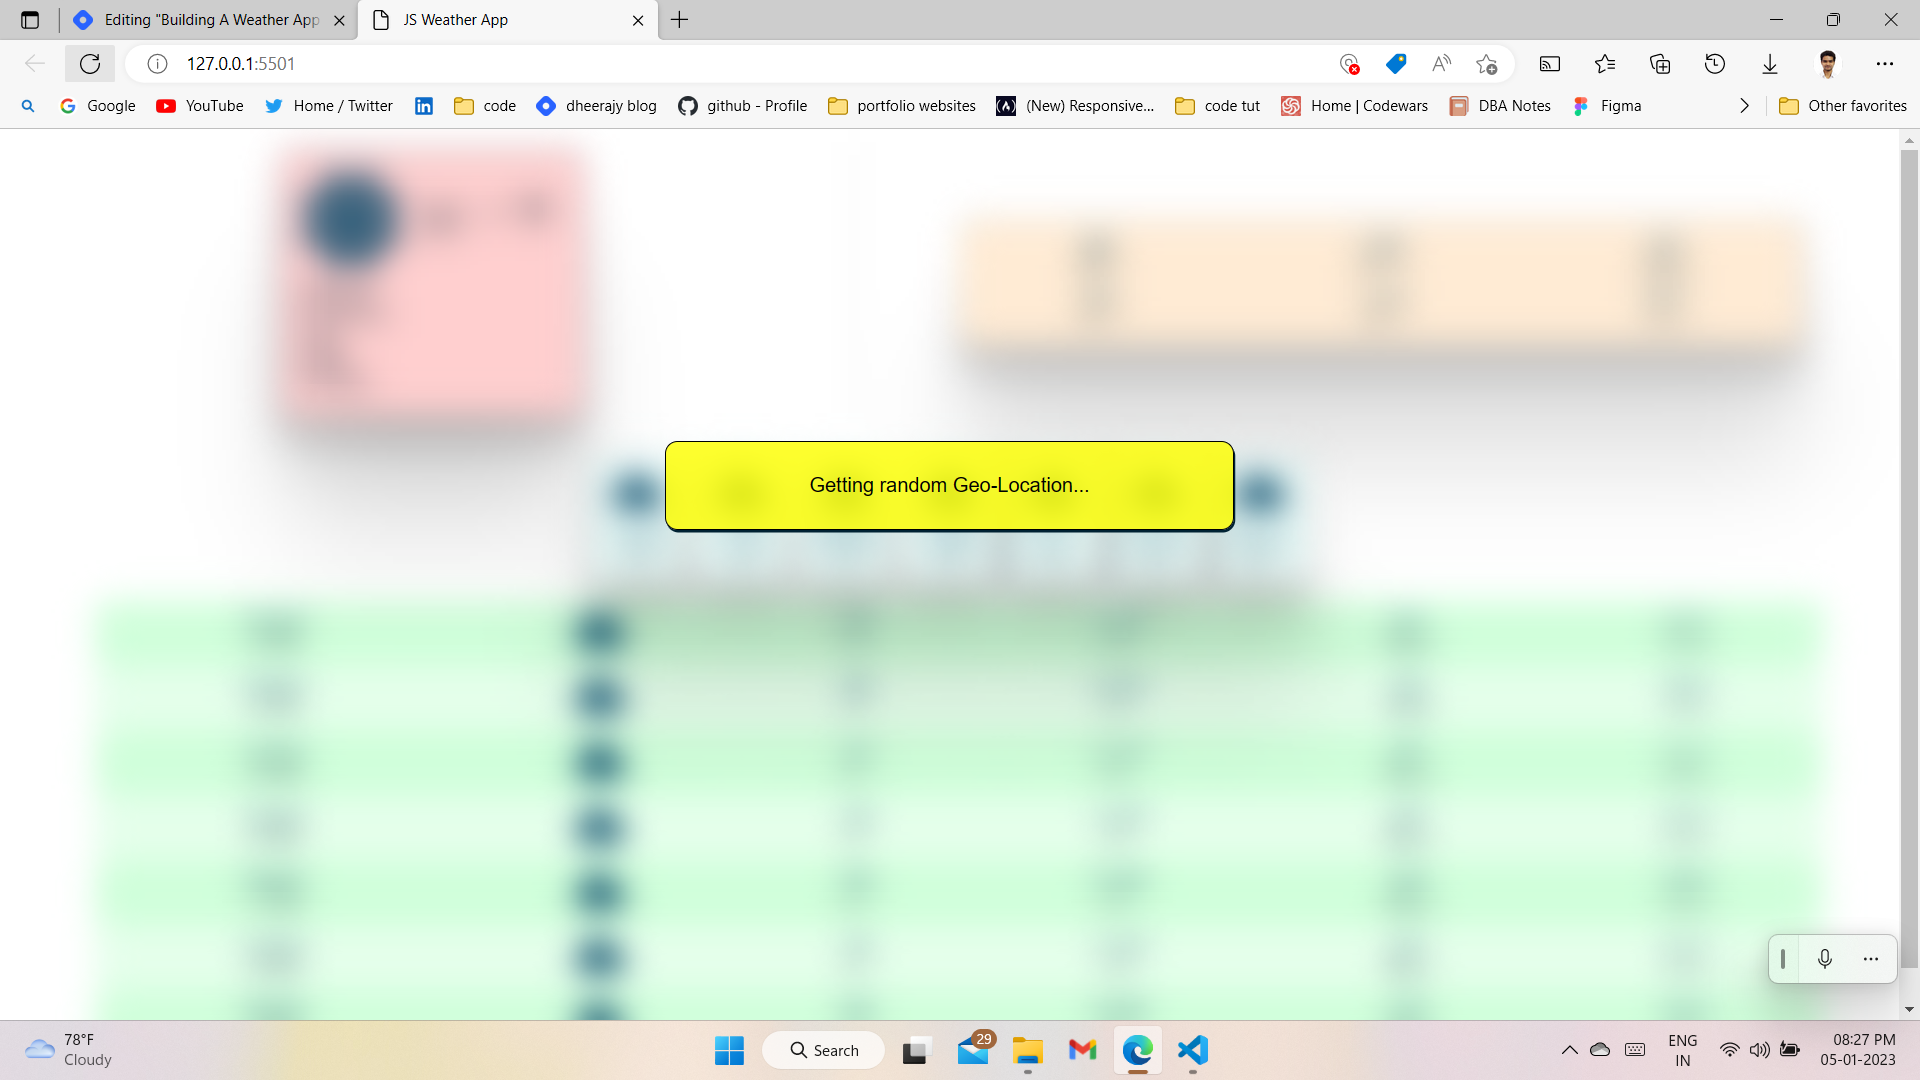 Editing "Building A Weather App
JS Weather App
127.0.0.1:5501
Google
YouTube
Home / Twitter
code
dheerajy blog
github - Profile
portfolio websites
(New) Responsive...
code tut
Home | Codewars
DBA Notes
Figma
Other favorites
Getting random Geo-Location...
78°F
Cloudy
Search
29
ENG
IN
08:27 PM
05-01-2023